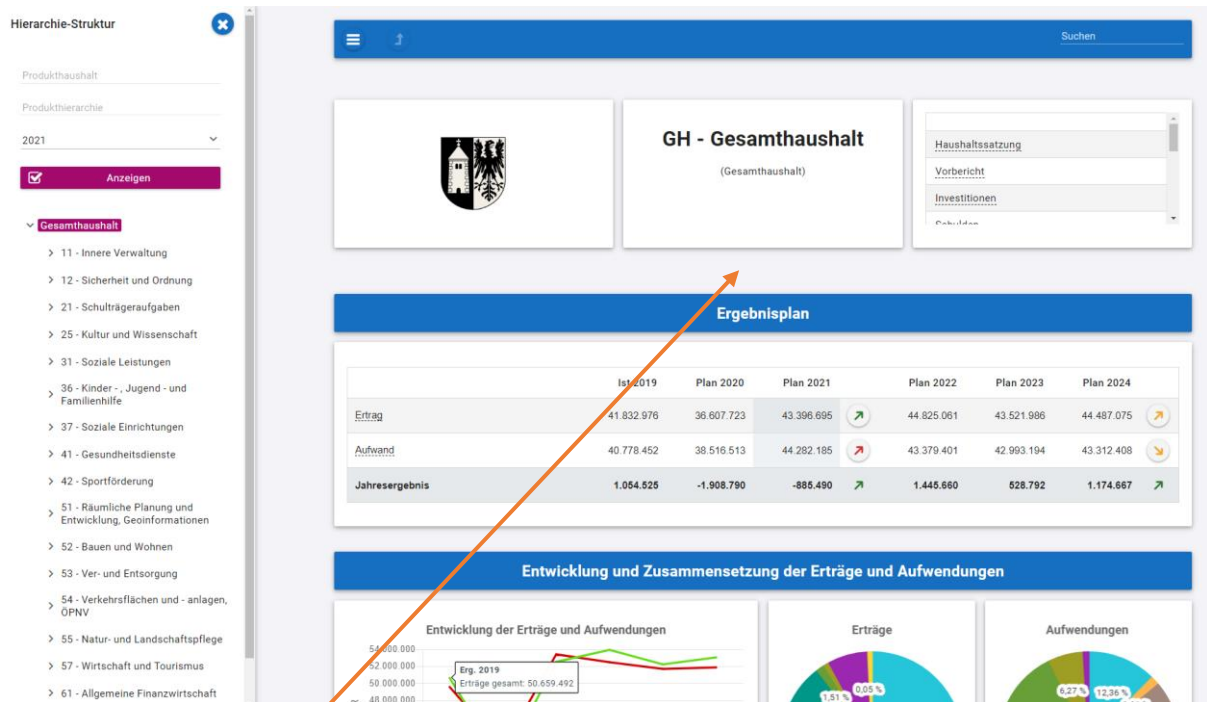 Hierarchie-Struktur
Produkthaushalt
Produkthierarchie
2021
Anzeigen
Gesamthaushalt
11 - Innere Verwaltung
12 - Sicherheit und Ordnung
21 - Schulträgeraufgaben
25 - Kultur und Wissenschaft
31 - Soziale Leistungen
36 - Kinder - , Jugend - und
Familienhilfe
37 - Soziale Einrichtungen
41 - Gesundheitsdienste
42 - Sportförderung
51 - Räumliche Planung und
Entwicklung, Geoinformationen
52 - Bauen und Wohnen
53 - Ver- und Entsorgung
54 - Verkehrsflächen und - anlagen,
ÖPNV
55 - Natur- und Landschaftspflege
57 - Wirtschaft und Tourismus
61 - Allgemeine Finanzwirtschaft
Suchen
GH - Gesamthaushalt
(Gesamthaushalt)
Haushaltssatzung
Vorbericht
Investitionen
Schulden
Ergebnisplan
Ist 2019 Plan 2020 Plan 2021 Plan 2022 Plan 2023 Plan 2024
Ertrag 41.832.976 36.607.723 43.396.695 44.825.061 43.521.986 44.487.075
Aufwand 40.778.452 38.516.513 44.282.185 43.379.401 42.993.194 43.312.408
Jahresergebnis 1.054.525 -1.908.790 -885.490 1.445.660 528.792 1.174.667
Entwicklung und Zusammensetzung der Erträge und Aufwendungen
Entwicklung der Erträge und Aufwendungen
54.000.000
52.000.000
50.000.000
48.000.000
Erg. 2019
Erträge gesamt: 50.659.492
Erträge
1,51 %
0,05 %
Aufwendungen
6,27 %
12,36 %